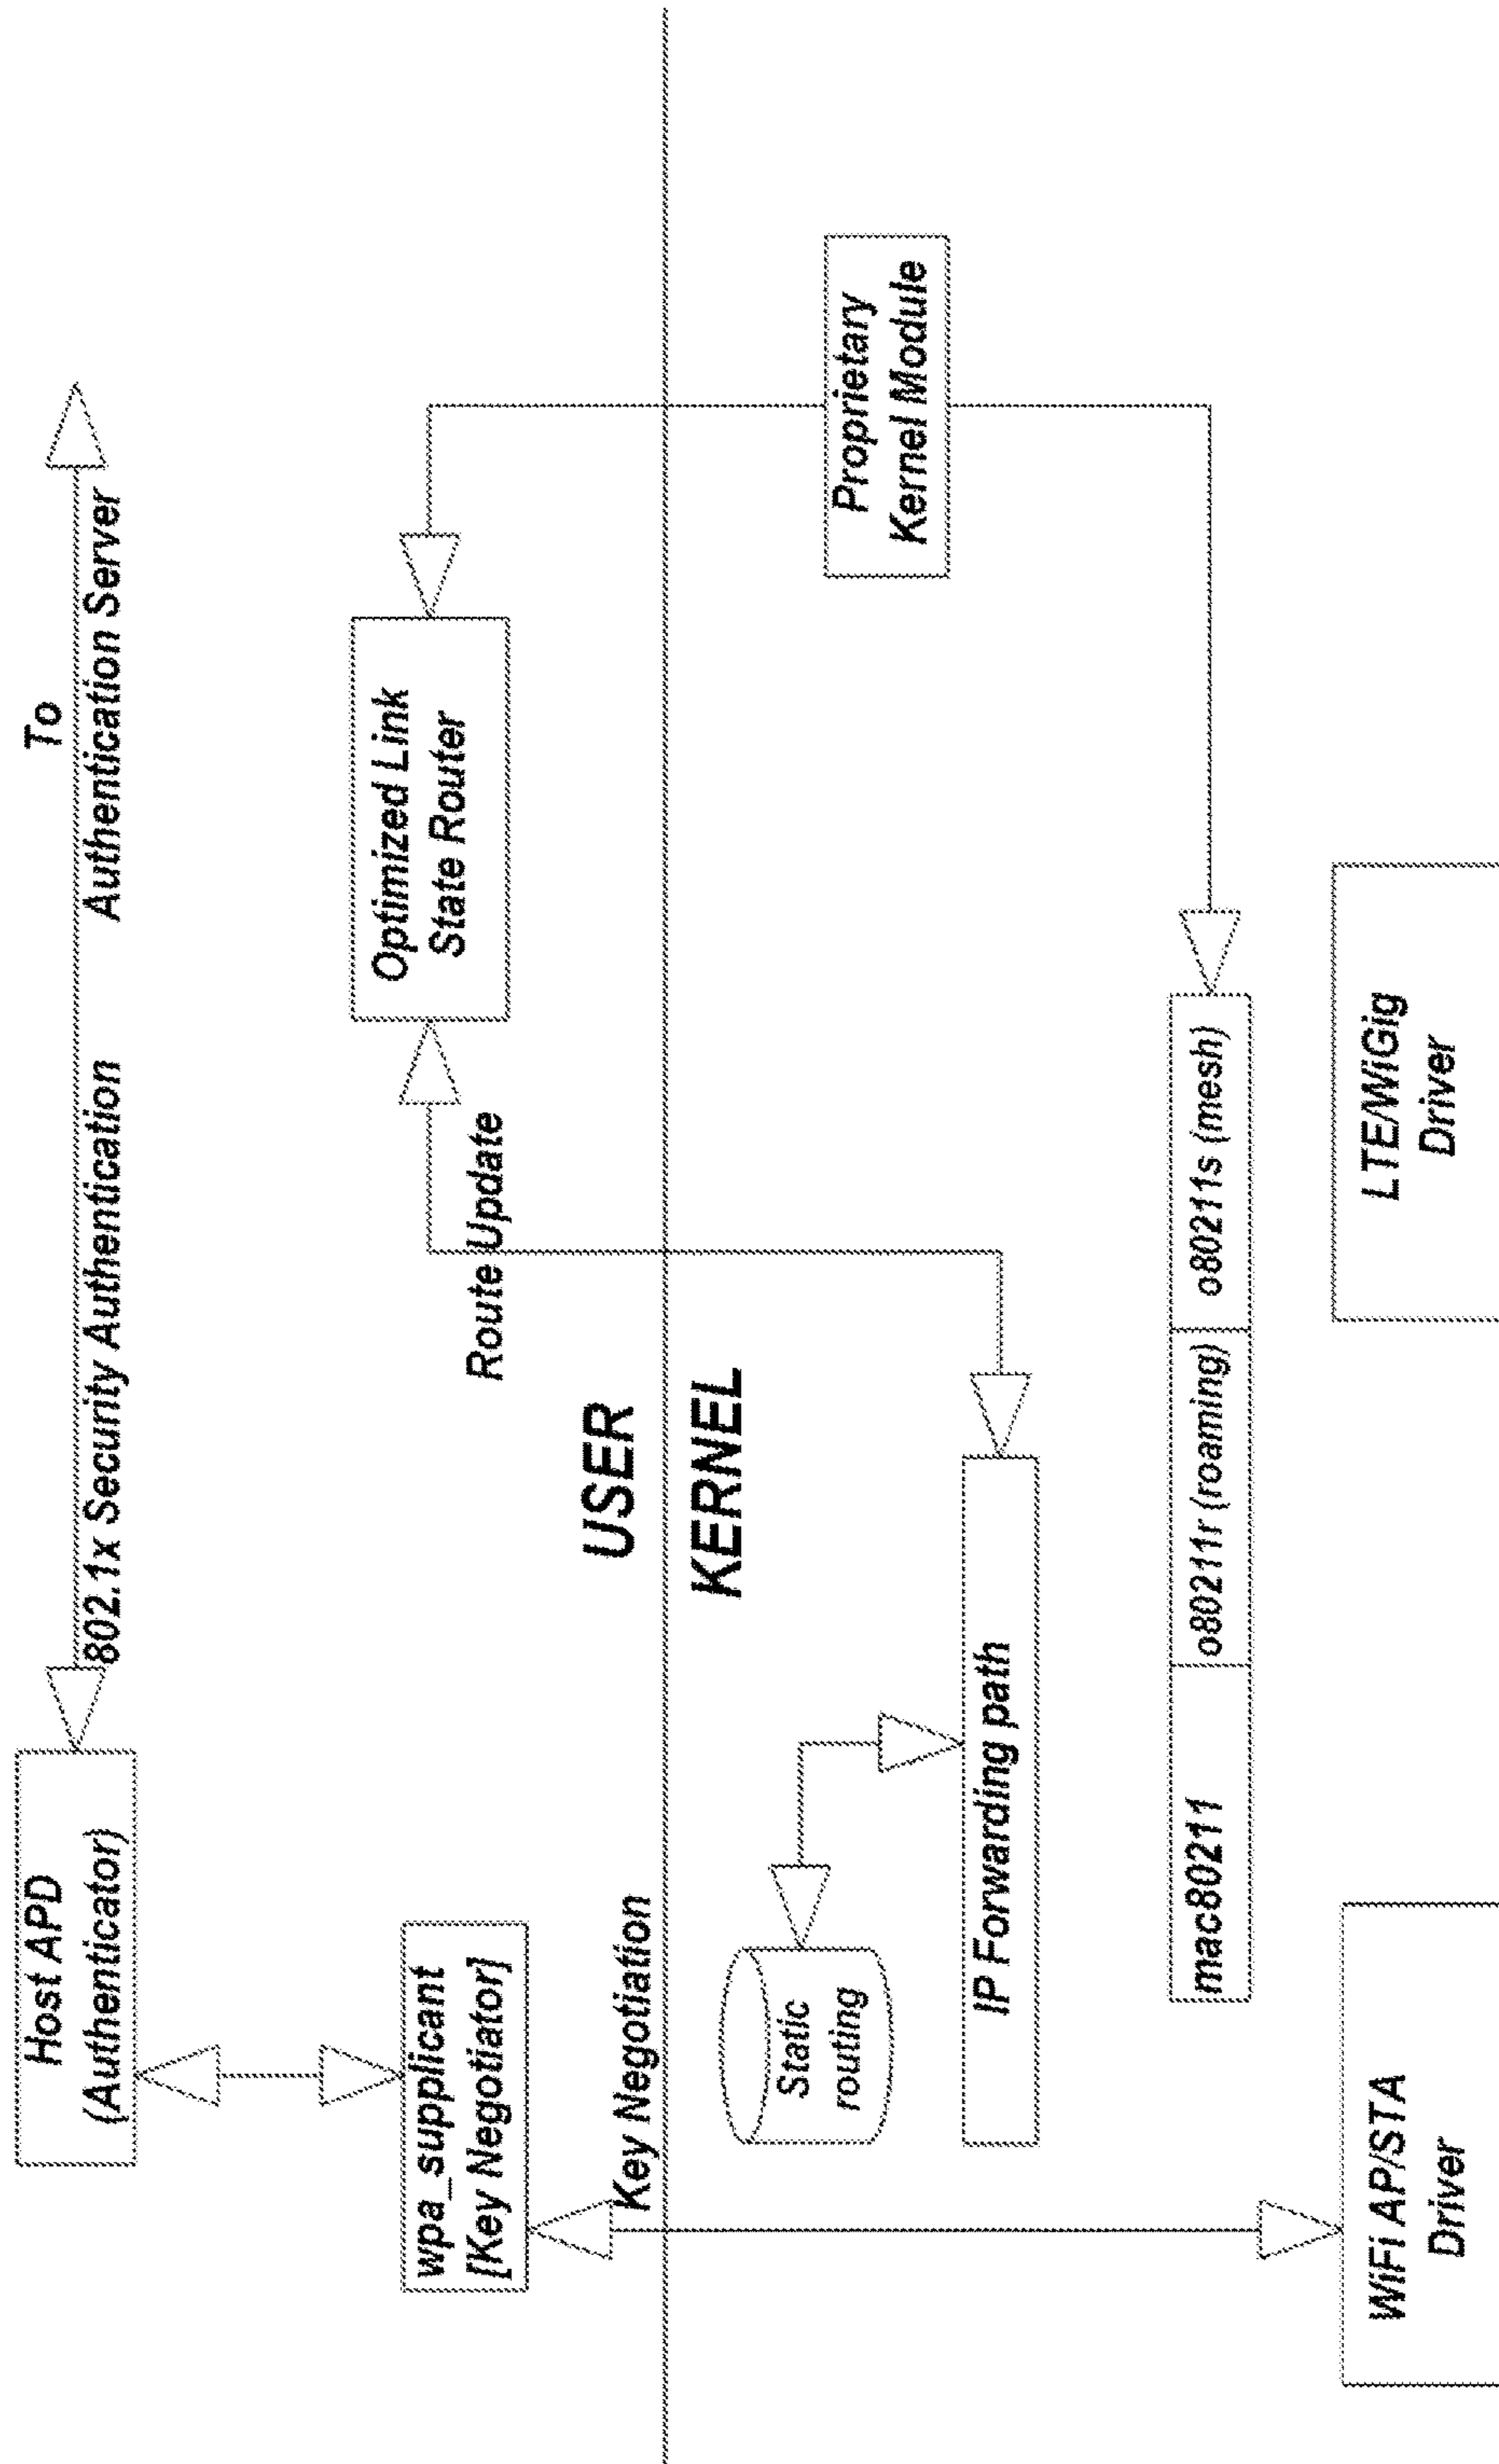 To
802.1x Security Authentication Authentication Server
Host APD
(Authenticator)
Optimized Link
State Router
wpa_supplicant
[Key Negotiator]
Route Update
Key Negotiation
USER
KERNEL
Static
routing
Proprietary
Kernel Module
IP Forwarding path
mac80211
o80211r (roaming)
o80211s (mesh)
WiFi AP/STA
Driver
LTE/WiGig
Driver